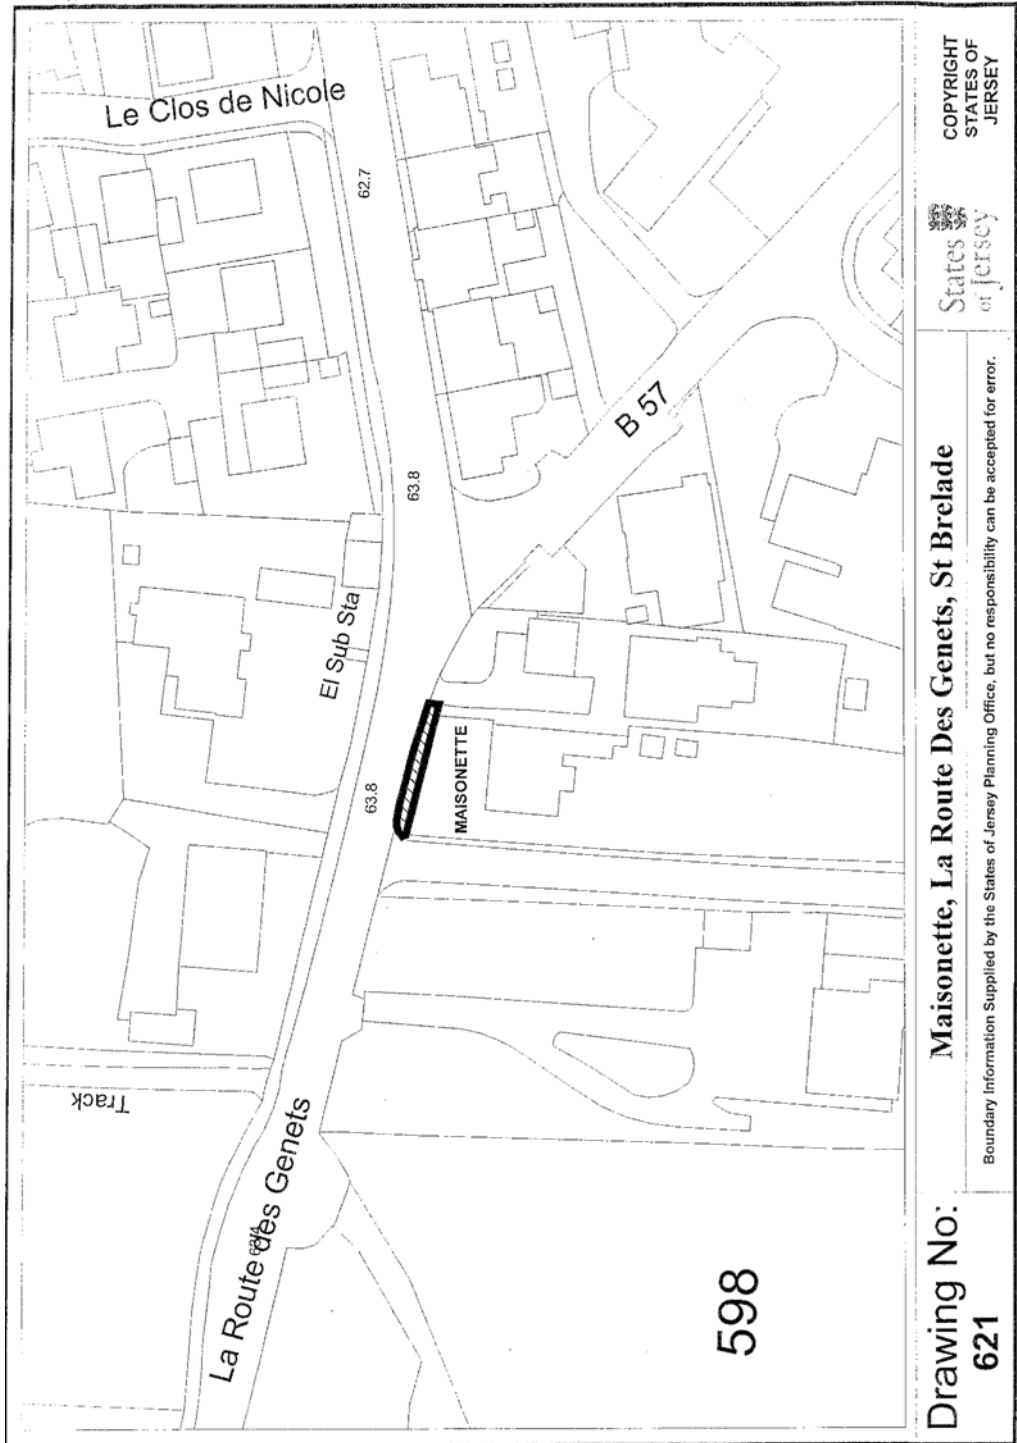 Le Clos de Nicole
62.7
63.8
B 57
El Sub Sta
63.8
MAISONETTE
Track
La Route des Genets
598
Drawing No:
621
Maisonette, La Route Des Genets, St Brelade
Boundary Information Supplied by the States of Jersey Planning Office, but no responsibility can be accepted for error.
States
of Jersey
COPYRIGHT
STATES OF
JERSEY